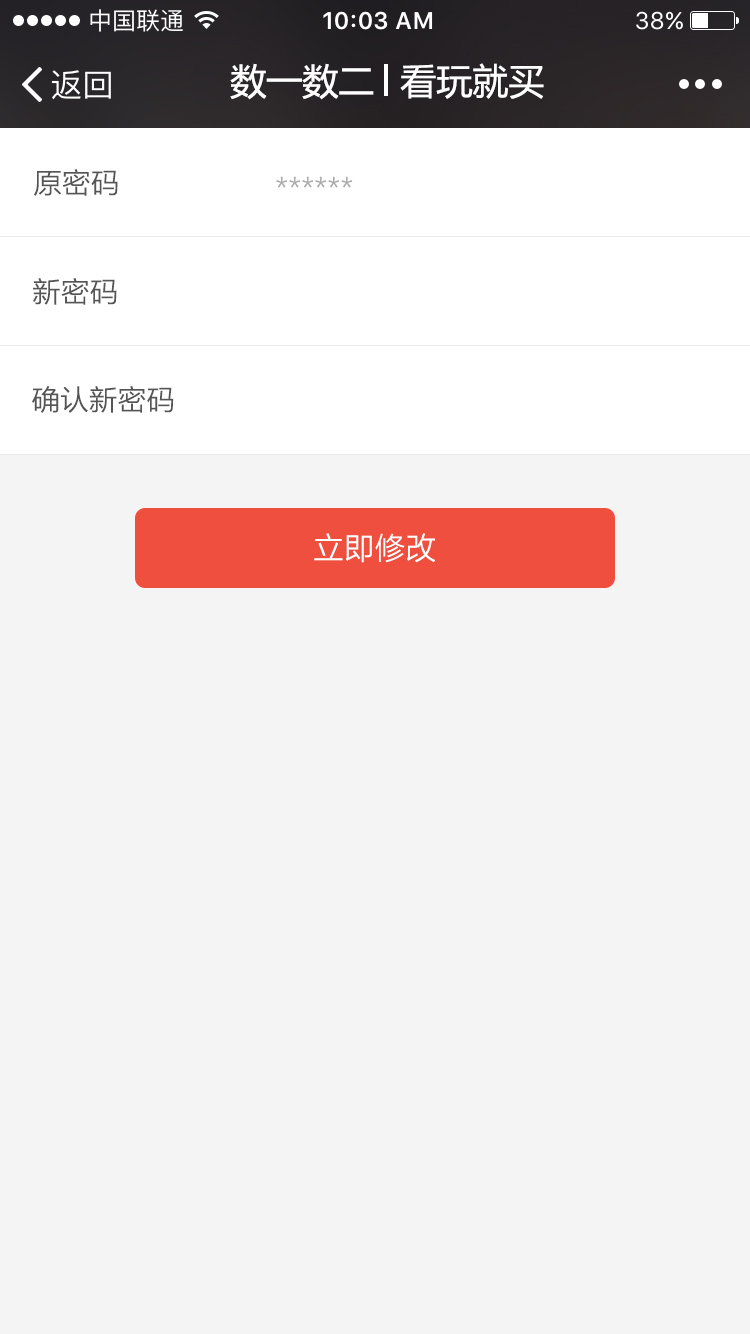 中国联通 10:03 AM 38%
返回 数一数二 | 看玩就买
原密码 ******
新密码
确认新密码
立即修改